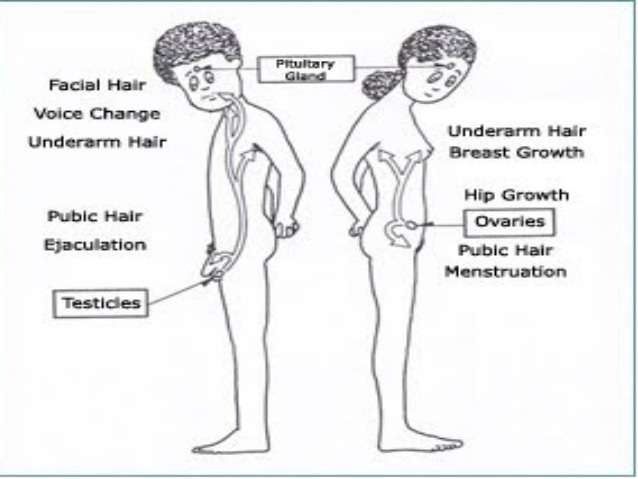 Pituitary
Gland
Facial Hair
Voice Change
Underarm Hair
Pubic Hair
Ejaculation
Testicles
Underarm Hair
Breast Growth
Hip Growth
Ovaries
Pubic Hair
Menstruation